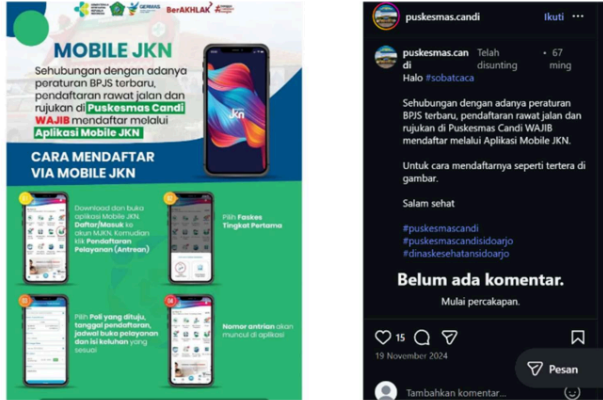 GERMAS
BerAKHLAK
MOBILE JKN
Sehubungan dengan adanya
peraturan BPJS terbaru,
pendaftaran rawat jalan dan
rujukan di Puskesmas Candi
WAJIB mendaftar melalui
Aplikasi Mobile JKN
CARA MENDAFTAR
VIA MOBILE JKN
Download dan buka
aplikasi Mobile JKN.
Daftar/Masuk ke
akun MJKN. Kemudian
klik Pendaftaran
Pelayanan (Antrean)
Pilih Faskes
Tingkat Pertama
Pilih Poli yang dituju,
tanggal pendaftaran,
jadwal buka pelayanan
dan isi keluhan yang
sesuai
Nomor antrian akan
muncul di aplikasi
puskesmas.candi
Ikuti
puskesmas.can
di
Telah
disunting
• 67
ming
Halo #sobatcaca
Sehubungan dengan adanya peraturan
BPJS terbaru, pendaftaran rawat jalan dan
rujukan di Puskesmas Candi WAJIB
mendaftar melalui Aplikasi Mobile JKN.
Untuk cara mendaftarnya seperti tertera di
gambar.
Salam sehat
#puskesmascandi
#puskesmascandisidoarjo
#dinaskesehatansidoarjo
Belum ada komentar.
Mulai percakapan.
15
19 November 2024
Pesan
Tambahkan komentar...